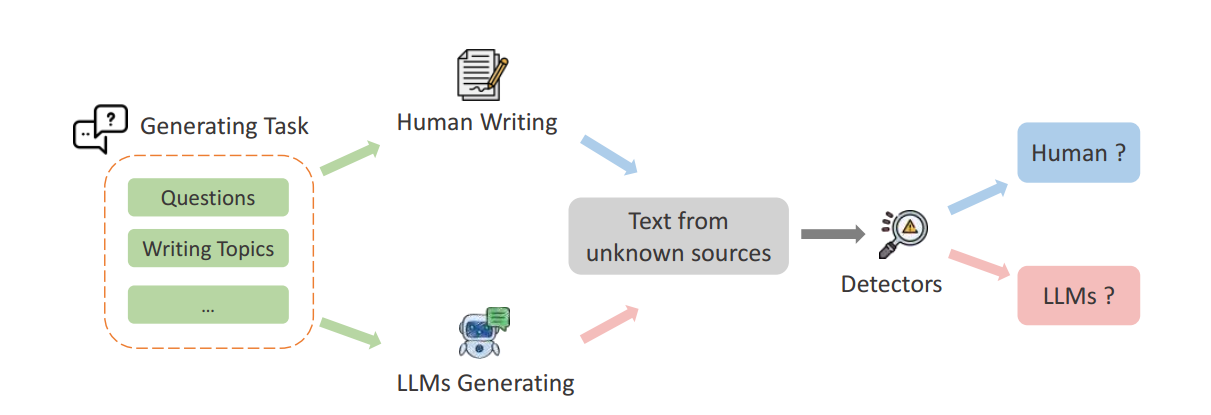 Generating Task
Questions
Writing Topics
...
Human Writing
LLMs Generating
Text from
unknown sources
Detectors
Human ?
LLMs ?